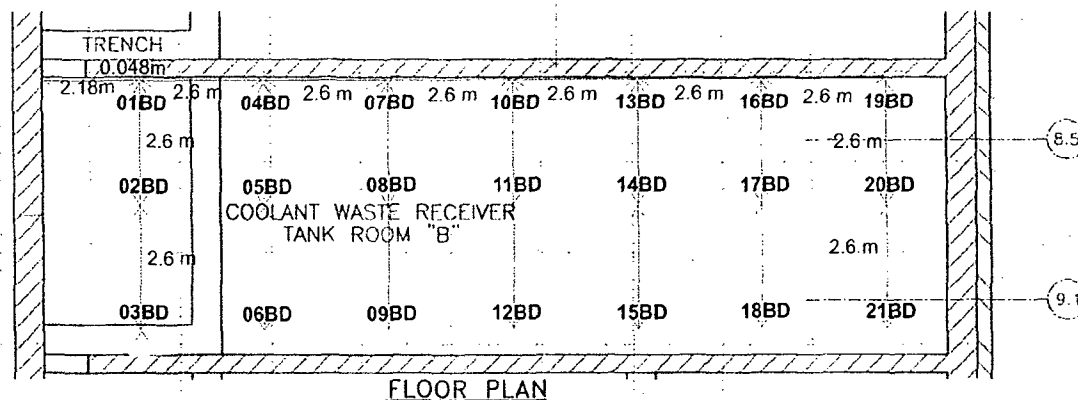 TRENCH
0.048m
2.18m 2.6 m 2.6 m 2.6 m 2.6 m 2.6 m 2.6 m
01BD 04BD 07BD 10BD 13BD 16BD 19BD
2.6 m 2.6 m 8.5
02BD 05BD 08BD 11BD 14BD 17BD 20BD
COOLANT WASTE RECEIVER
TANK ROOM "B"
2.6 m 2.6 m
9.1
03BD 06BD 09BD 12BD 15BD 18BD 21BD
FLOOR PLAN